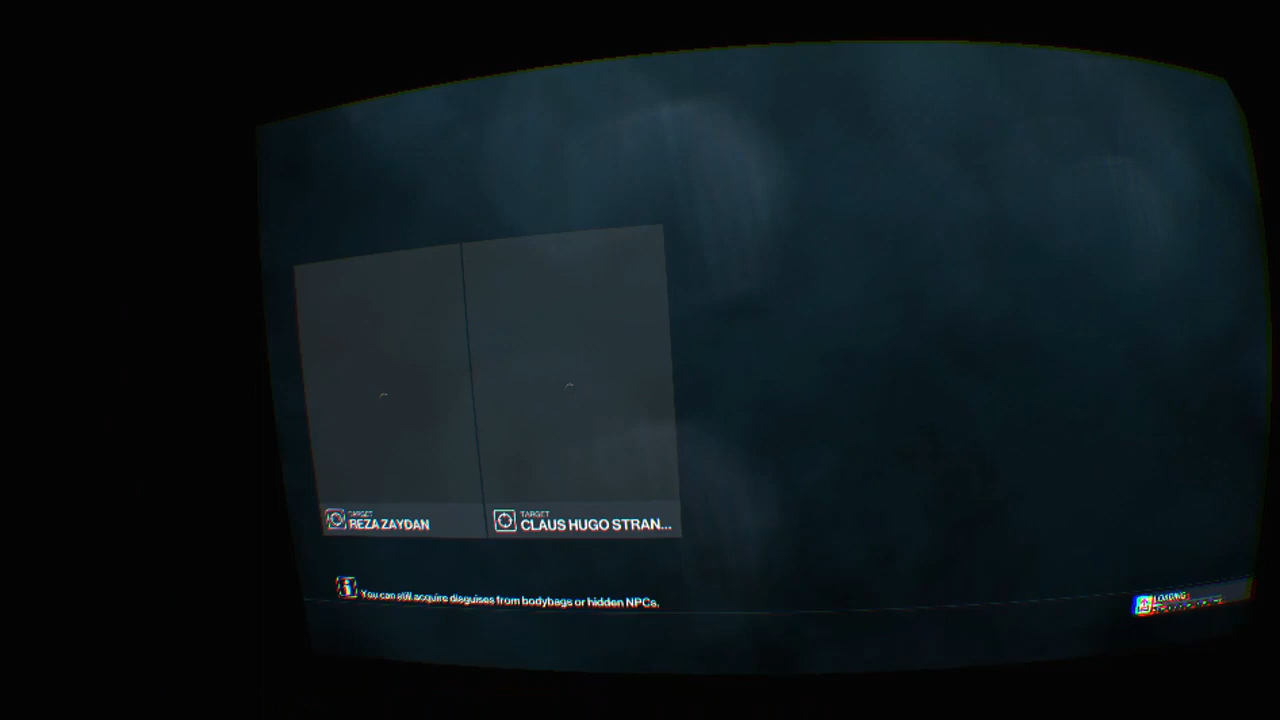 TARGET
REZA ZAYDAN
TARGET
CLAUS HUGO STRAN...
You can still acquire disguises from bodybags or hidden NPCs.
LOADING